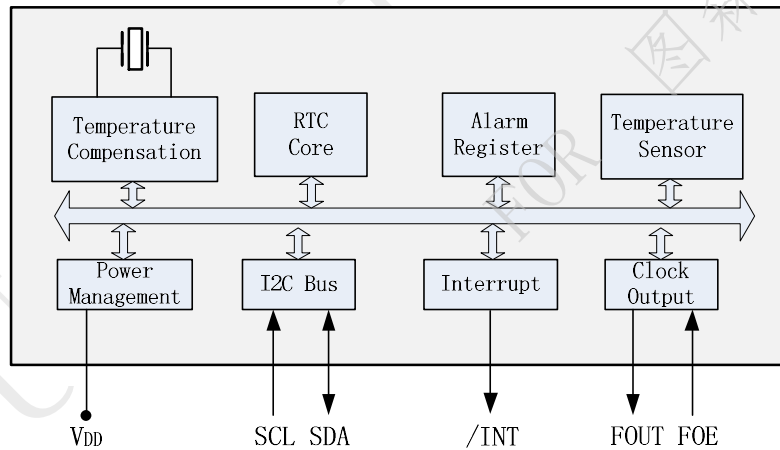 Temperature
Compensation
RTC
Core
Alarm
Register
Temperature
Sensor
Power
Management
I2C Bus
Interrupt
Clock
Output
VDD
SCL SDA
/INT
FOUT FOE
FOR